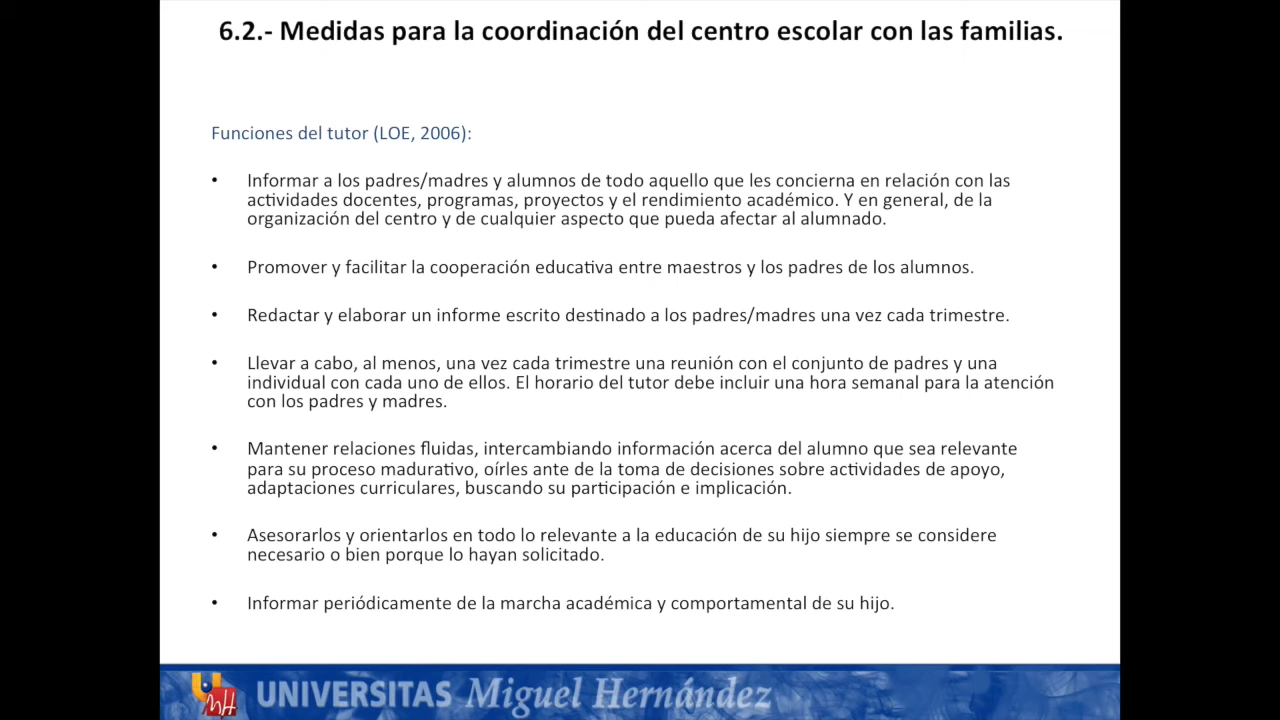 6.2.- Medidas para la coordinación del centro escolar con las familias.
Funciones del tutor (LOE, 2006):
• Informar a los padres/madres y alumnos de todo aquello que les concierna en relación con las
actividades docentes, programas, proyectos y el rendimiento académico. Y en general, de la
organización del centro y de cualquier aspecto que pueda afectar al alumnado.
• Promover y facilitar la cooperación educativa entre maestros y los padres de los alumnos.
• Redactar y elaborar un informe escrito destinado a los padres/madres una vez cada trimestre.
• Llevar a cabo, al menos, una vez cada trimestre una reunión con el conjunto de padres y una
individual con cada uno de ellos. El horario del tutor debe incluir una hora semanal para la atención
con los padres y madres.
• Mantener relaciones fluidas, intercambiando información acerca del alumno que sea relevante
para su proceso madurativo, oírles ante de la toma de decisiones sobre actividades de apoyo,
adaptaciones curriculares, buscando su participación e implicación.
• Asesorarlos y orientarlos en todo lo relevante a la educación de su hijo siempre se considere
necesario o bien porque lo hayan solicitado.
• Informar periódicamente de la marcha académica y comportamental de su hijo.
UMH UNIVERSITAS Miguel Hernández